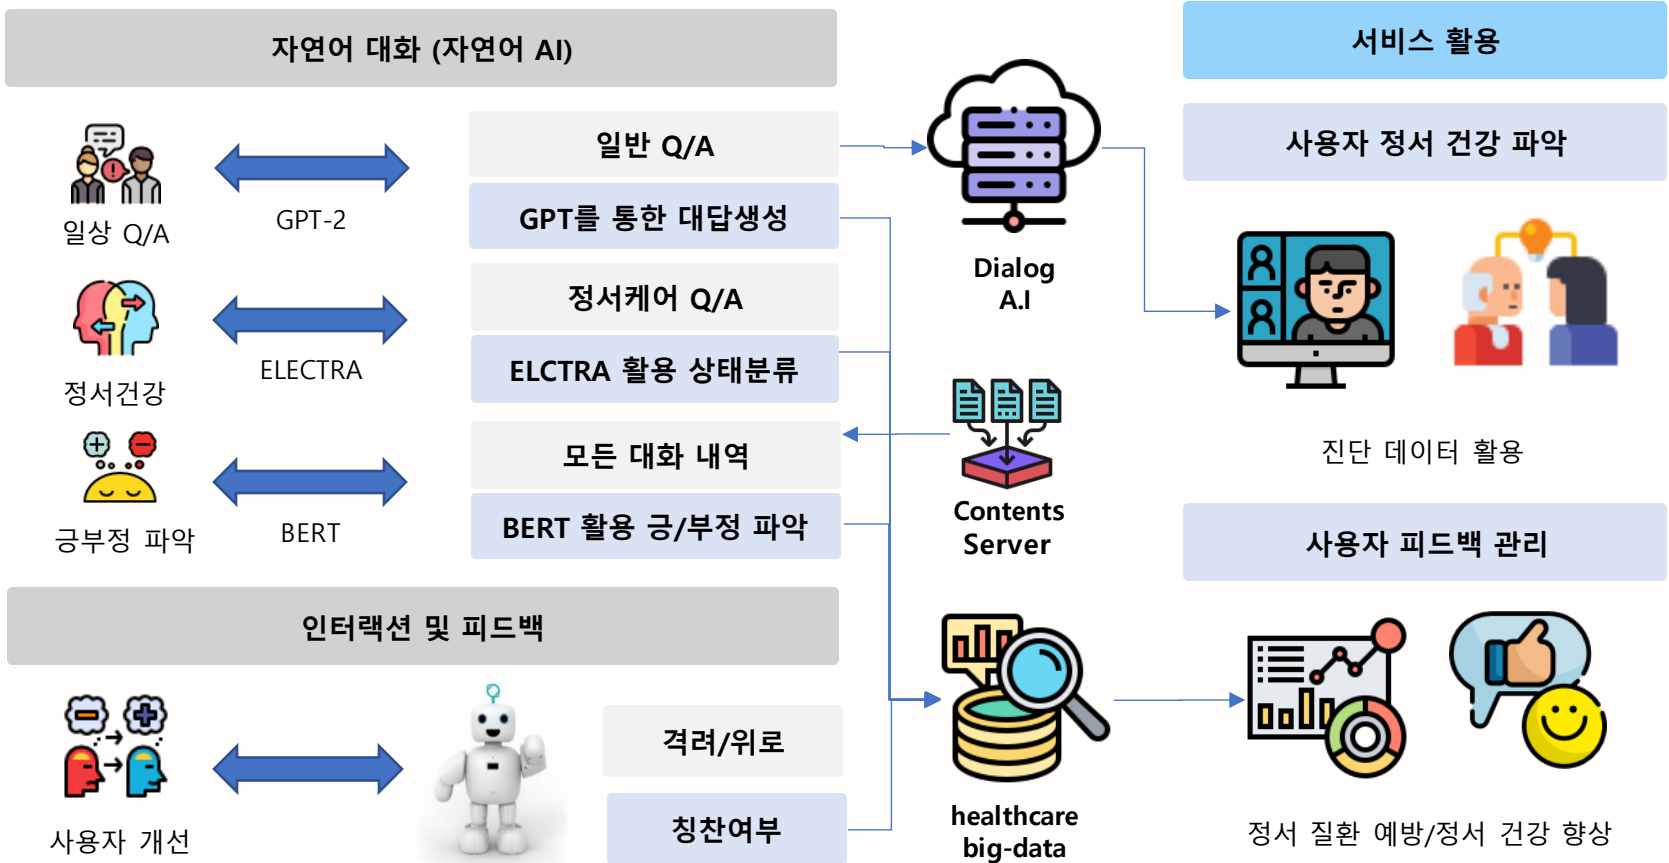 자연어 대화 (자연어 AI)
일상 Q/A
GPT-2
일반 Q/A
GPT를 통한 대답생성
정서건강
ELECTRA
정서케어 Q/A
ELCTRA 활용 상태분류
긍부정 파악
BERT
모든 대화 내역
BERT 활용 긍/부정 파악
인터랙션 및 피드백
사용자 개선
격려/위로
칭찬여부
Dialog
A.I
Contents
Server
healthcare
big-data
서비스 활용
사용자 정서 건강 파악
진단 데이터 활용
사용자 피드백 관리
정서 질환 예방/정서 건강 향상